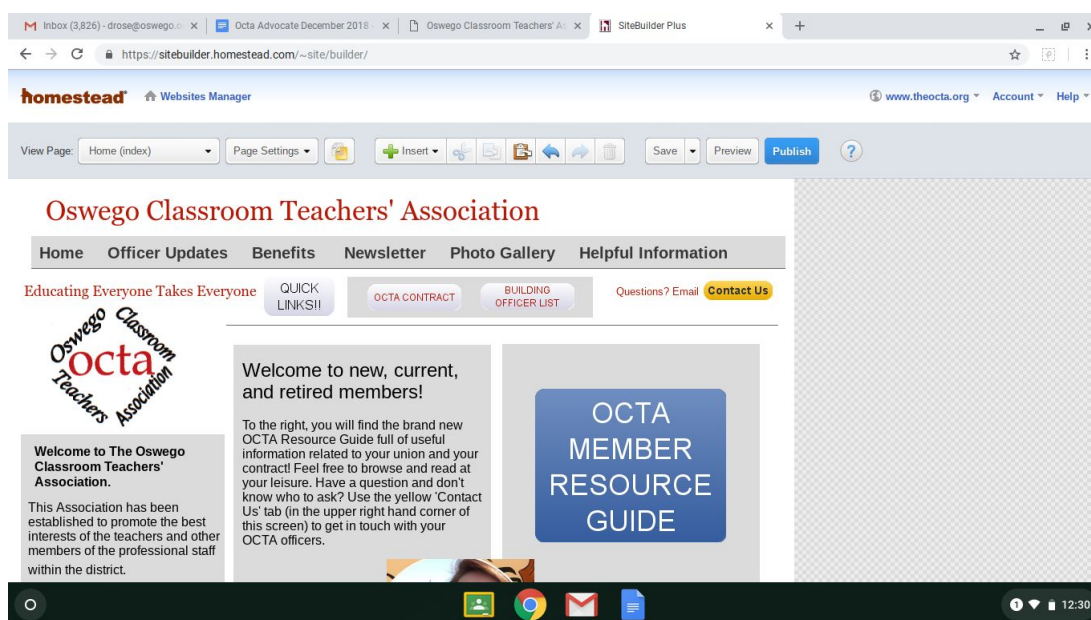 Inbox (3,826) - drose@oswego.o
Octa Advocate December 2018 -
Oswego Classroom Teachers' As
SiteBuilder Plus
https://sitebuilder.homestead.com/~site/builder/
homestead
Websites Manager
www.theocta.org Account Help
View Page: Home (index) Page Settings Insert Save Preview Publish ?
Oswego Classroom Teachers' Association
Home Officer Updates Benefits Newsletter Photo Gallery Helpful Information
Educating Everyone Takes Everyone
QUICK
LINKS!!
OCTA CONTRACT
BUILDING
OFFICER LIST
Questions? Email Contact Us
Oswego Classroom
octa
Teachers Association
Welcome to The Oswego
Classroom Teachers'
Association.
This Association has been
established to promote the best
interests of the teachers and other
members of the professional staff
within the district.
Welcome to new, current,
and retired members!
To the right, you will find the brand new
OCTA Resource Guide full of useful
information related to your union and your
contract! Feel free to browse and read at
your leisure. Have a question and don't
know who to ask? Use the yellow 'Contact
Us' tab (in the upper right hand corner of
this screen) to get in touch with your
OCTA officers.
OCTA
MEMBER
RESOURCE
GUIDE
1 12:30